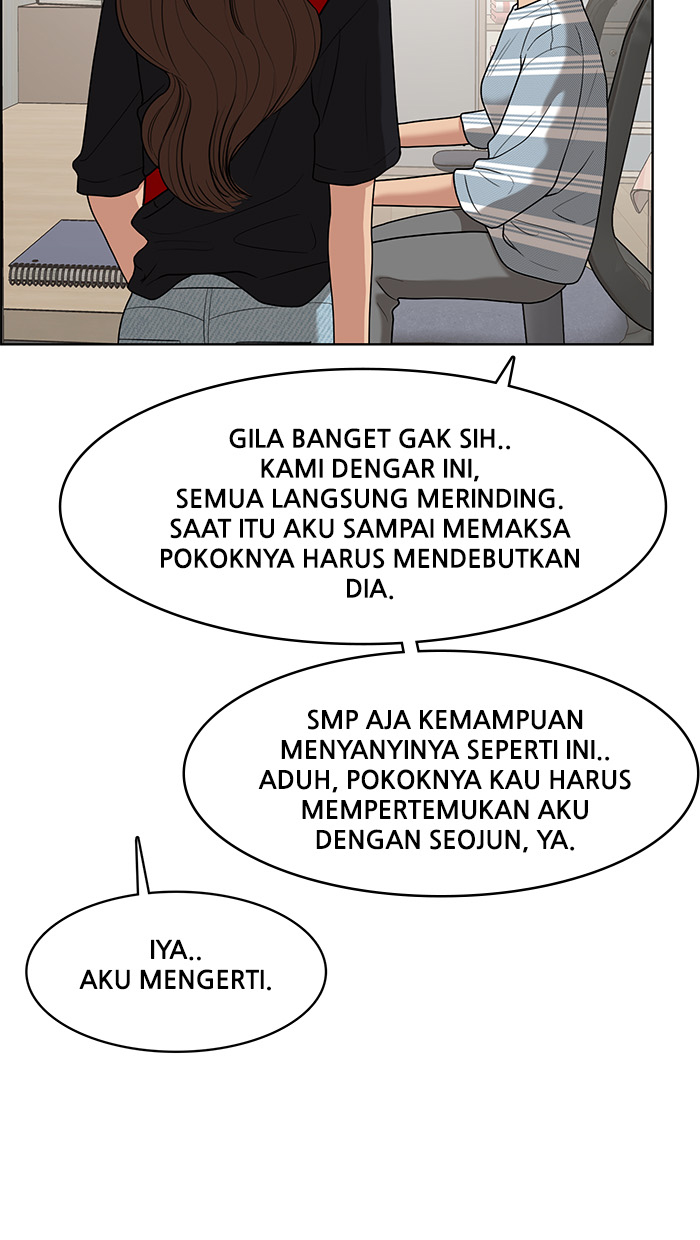 GILA BANGET GAK SIH..
KAMI DENGAR INI,
SEMUA LANGSUNG MERINDING.
SAAT ITU AKU SAMPAI MEMAKSA
POKOKNYA HARUS MENDEBUTKAN
DIA.
SMP AJA KEMAMPUAN
MENYANYINYA SEPERTI INI..
ADUH, POKOKNYA KAU HARUS
MEMPERTEMUKAN AKU
DENGAN SEOJUN, YA.
IYA..
AKU MENGERTI.